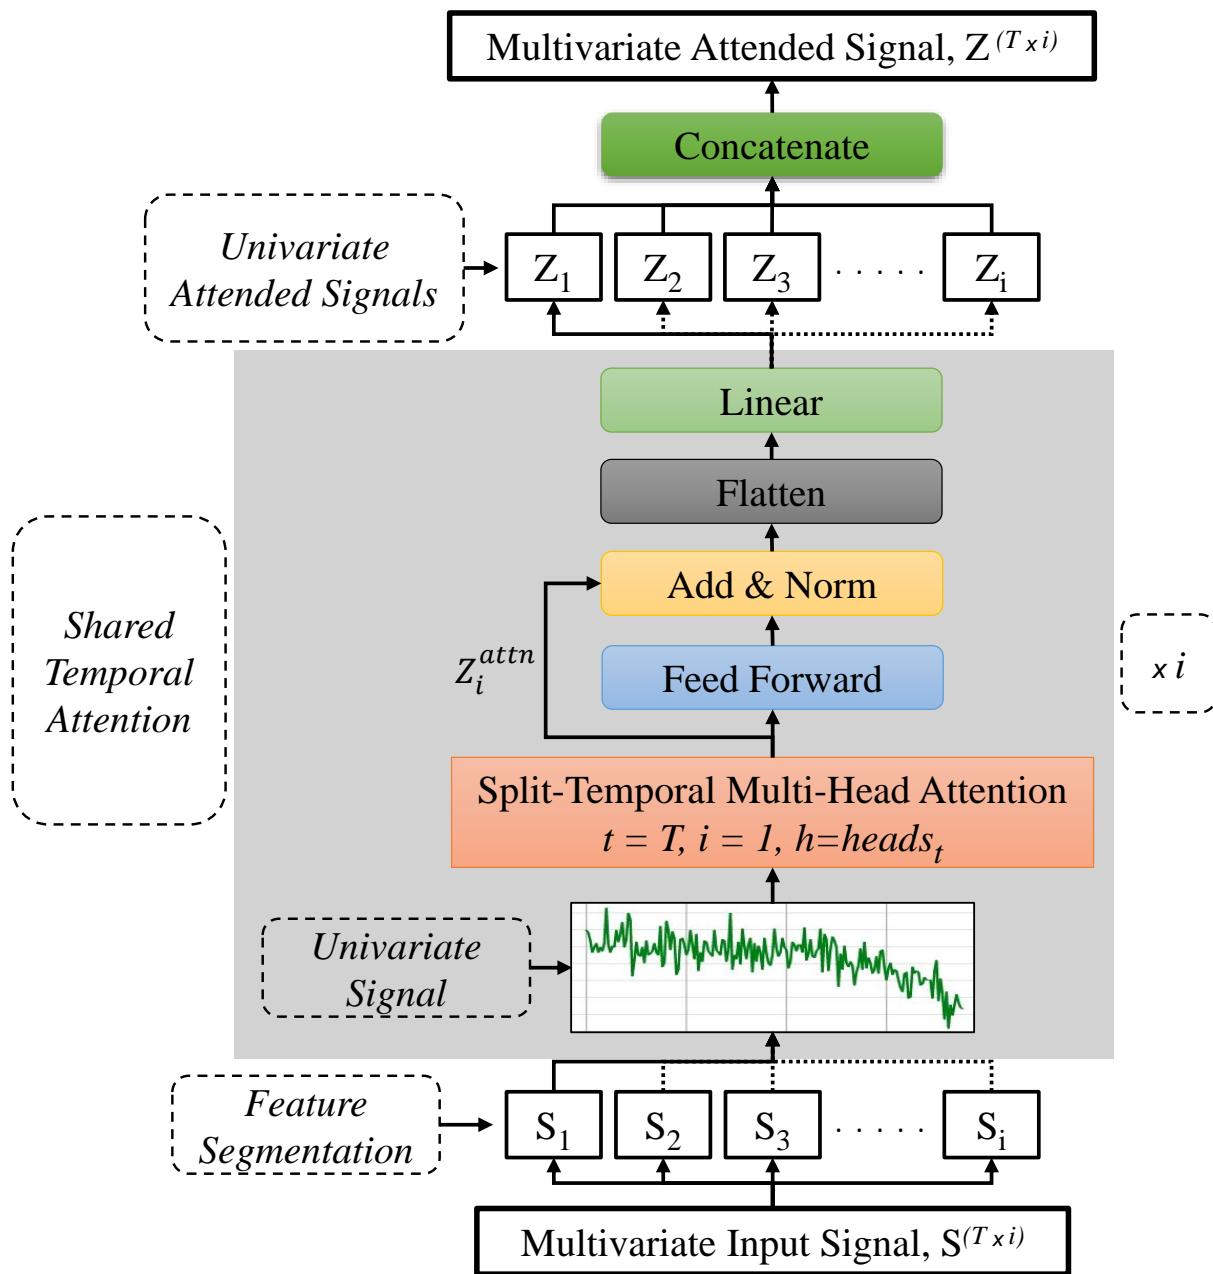 Multivariate Attended Signal, Z^(T x i)
Concatenate
Univariate
Attended Signals
Z₁ Z₂ Z₃ . . . . . Zᵢ
Linear
Flatten
Add & Norm
Shared
Temporal
Attention
Zᵢ^attn
Feed Forward
x i
Split-Temporal Multi-Head Attention
t = T, i = 1, h=headsₜ
Univariate
Signal
Feature
Segmentation
S₁ S₂ S₃ . . . . . Sᵢ
Multivariate Input Signal, S^(T x i)